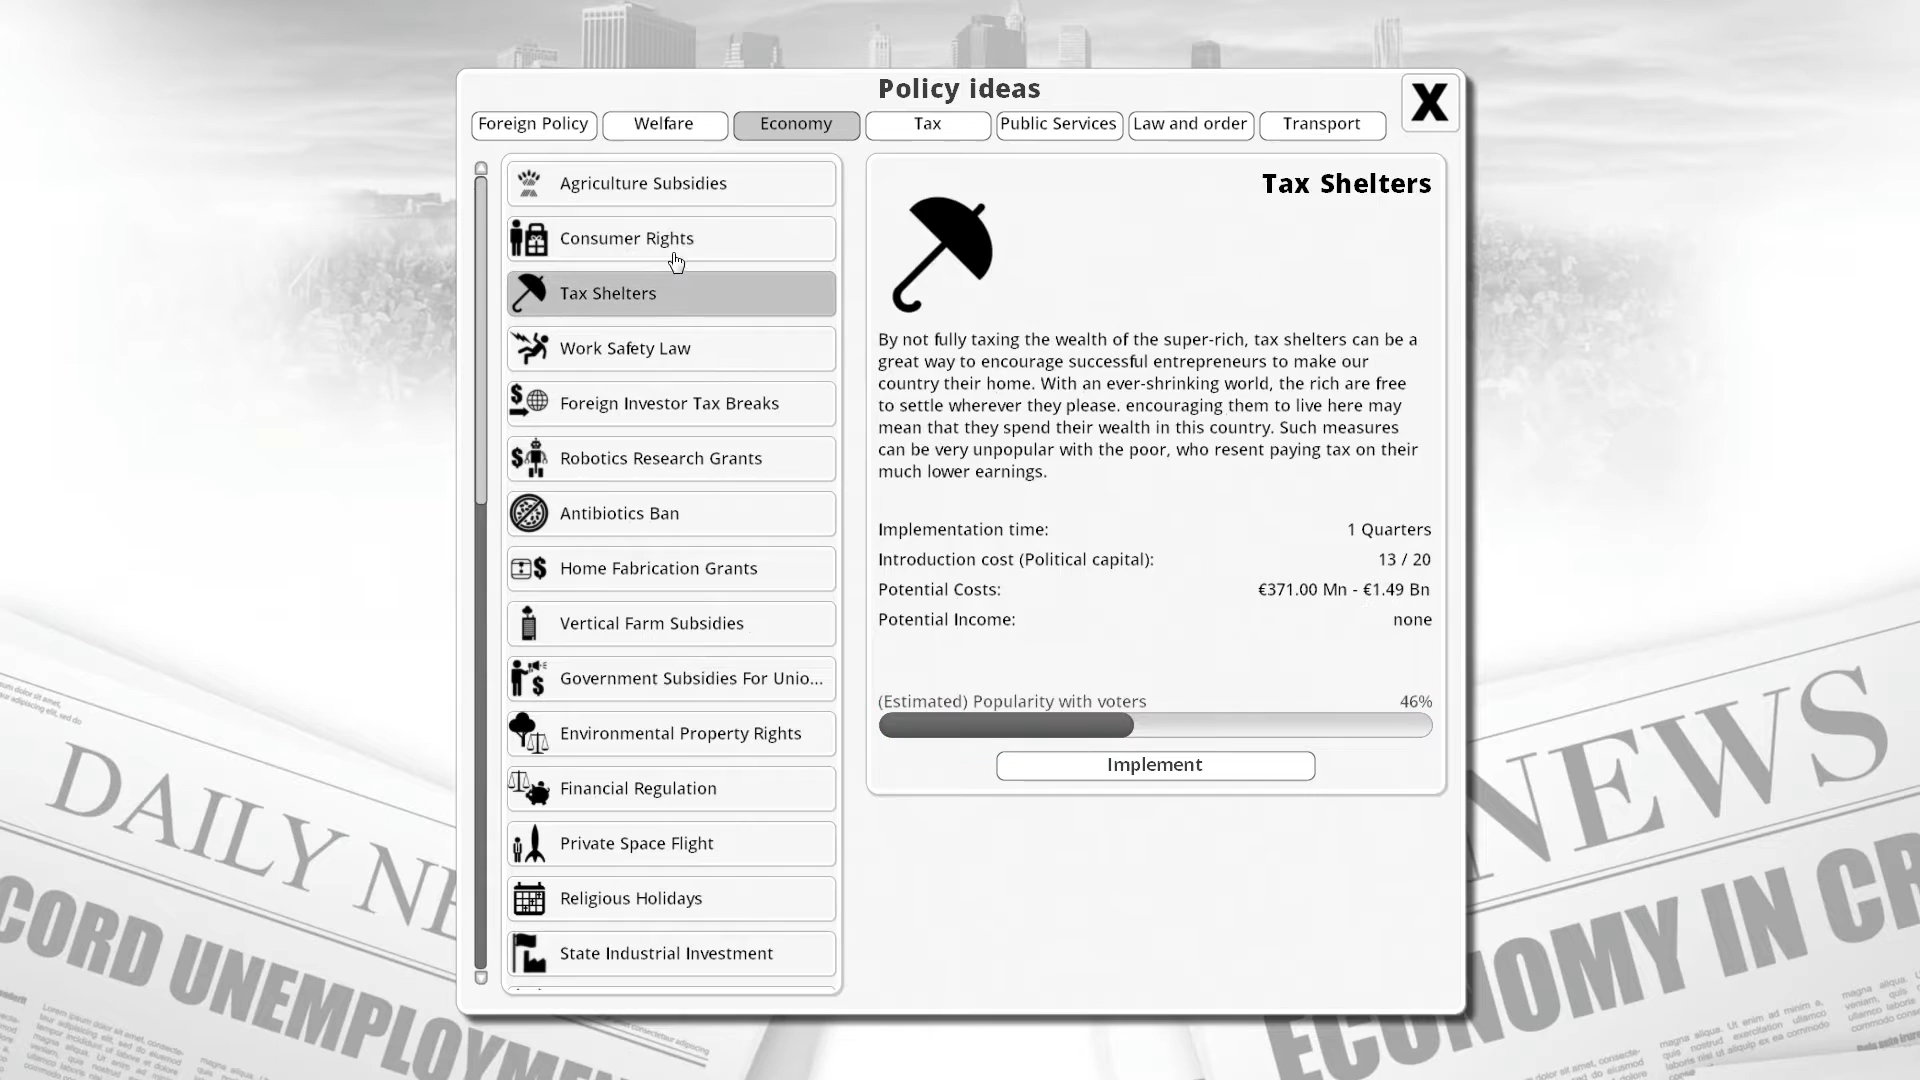 Policy ideas
X
Foreign Policy
Welfare
Economy
Tax
Public Services
Law and order
Transport
Agriculture Subsidies
Consumer Rights
Tax Shelters
Work Safety Law
Foreign Investor Tax Breaks
Robotics Research Grants
Antibiotics Ban
Home Fabrication Grants
Vertical Farm Subsidies
Government Subsidies For Unio...
Environmental Property Rights
Financial Regulation
Private Space Flight
Religious Holidays
State Industrial Investment
Tax Shelters
By not fully taxing the wealth of the super-rich, tax shelters can be a
great way to encourage successful entrepreneurs to make our
country their home. With an ever-shrinking world, the rich are free
to settle wherever they please. encouraging them to live here may
mean that they spend their wealth in this country. Such measures
can be very unpopular with the poor, who resent paying tax on their
much lower earnings.
Implementation time: 1 Quarters
Introduction cost (Political capital): 13 / 20
Potential Costs: €371.00 Mn - €1.49 Bn
Potential Income: none
(Estimated) Popularity with voters 46%
Implement
DAILY NE
CORD UNEMPLOYME
NEWS
ECONOMY IN CR